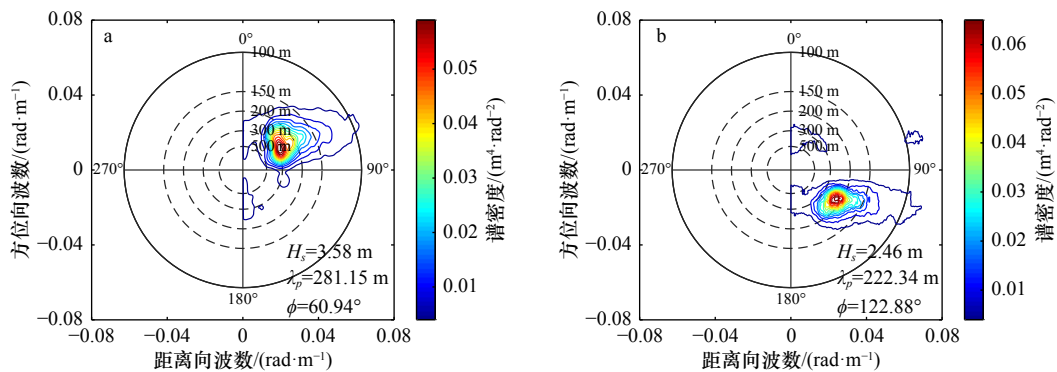 a
0.08
0.04
0
−0.04
−0.08
方位向波数/(rad·m⁻¹)
0°
100 m
150 m
200 m
300 m
500 m
270°
90°
180°
Hₛ=3.58 m
λₚ=281.15 m
ϕ=60.94°
−0.08
−0.04
0
0.04
0.08
距离向波数/(rad·m⁻¹)
0.05
0.04
0.03
0.02
0.01
谱密度/(m⁴·rad⁻²)
b
0.08
0.04
0
−0.04
−0.08
方位向波数/(rad·m⁻¹)
0°
100 m
150 m
200 m
300 m
500 m
270°
90°
180°
Hₛ=2.46 m
λₚ=222.34 m
ϕ=122.88°
−0.08
−0.04
0
0.04
0.08
距离向波数/(rad·m⁻¹)
0.06
0.05
0.04
0.03
0.02
0.01
谱密度/(m⁴·rad⁻²)